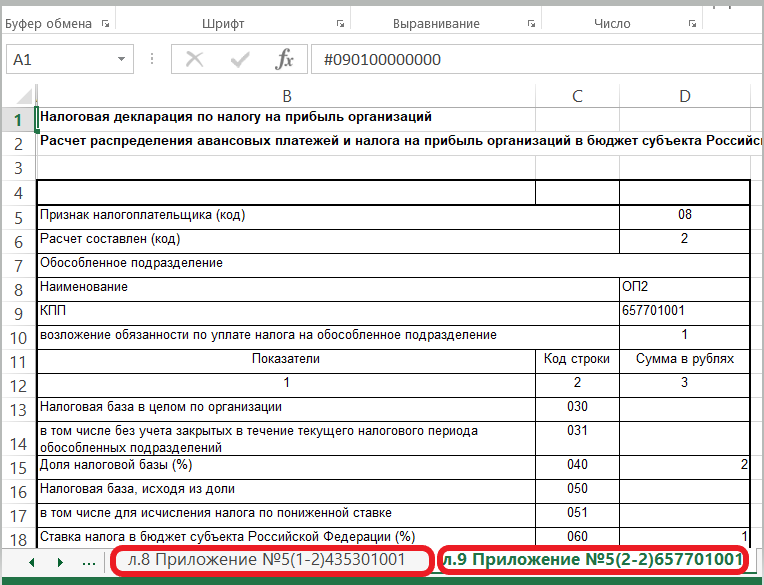 Буфер обмена Шрифт Выравнивание Число
A1 fx #090100000000
B C D
1 Налоговая декларация по налогу на прибыль организаций
2 Расчет распределения авансовых платежей и налога на прибыль организаций в бюджет субъекта Российс
3
4
5 Признак налогоплательщика (код) 08
6 Расчет составлен (код) 2
7 Обособленное подразделение
8 Наименование ОП2
9 КПП 657701001
10 возложение обязанности по уплате налога на обособленное подразделение 1
11 Показатели Код строки Сумма в рублях
12 1 2 3
13 Налоговая база в целом по организации 030
в том числе без учета закрытых в течение текущего налогового периода 031
14 обособленных подразделений
15 Доля налоговой базы (%) 040 2
16 Налоговая база, исходя из доли 050
17 в том числе для исчисления налога по пониженной ставке 051
18 Ставка налога в бюджет субъекта Российской Федерации (%) 060 1
... л.8 Приложение №5(1-2)435301001 л.9 Приложение №5(2-2)657701001